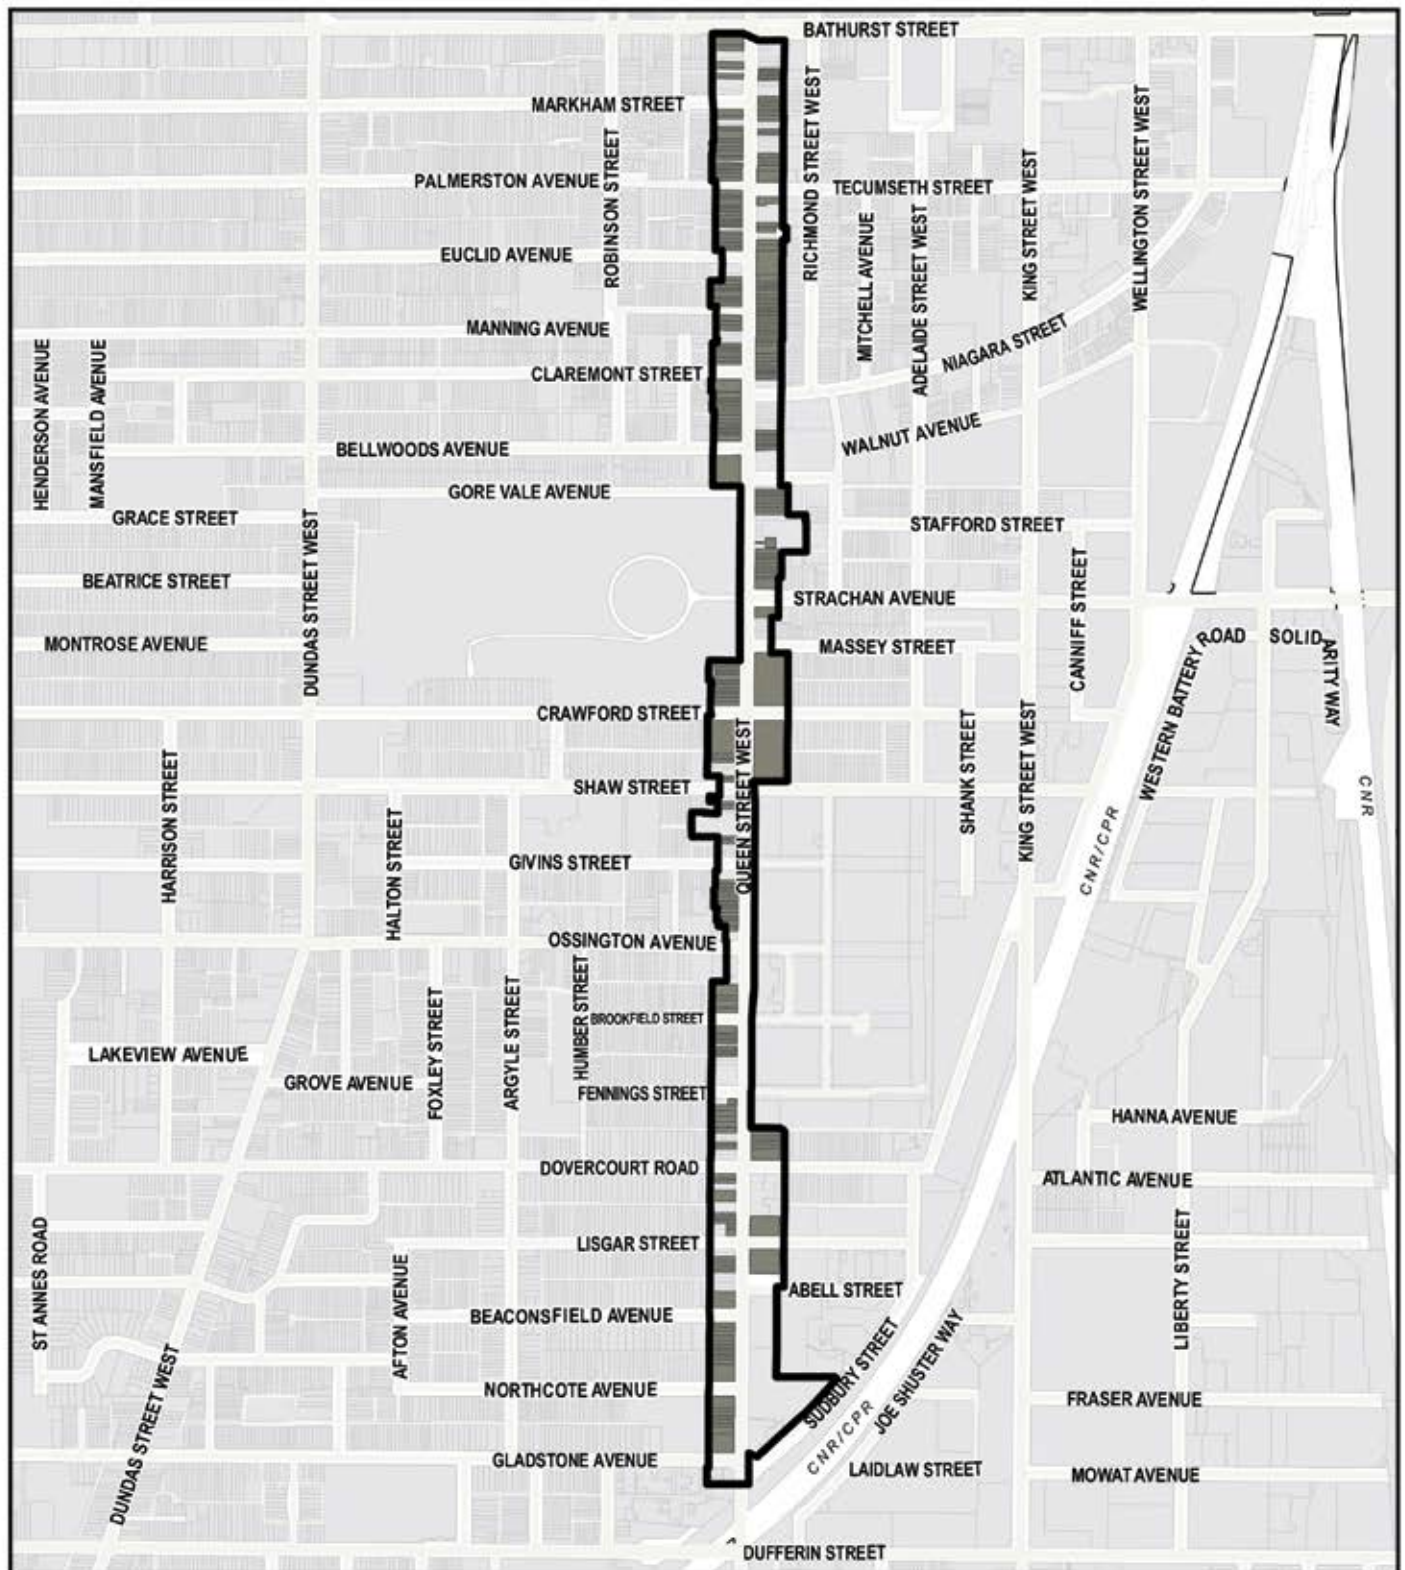 BATHURST STREET
MARKHAM STREET
RICHMOND STREET WEST
WELLINGTON STREET WEST
ROBINSON STREET
KING STREET WEST
PALMERSTON AVENUE
TECUMSETH STREET
MITCHELL AVENUE
ADELAIDE STREET WEST
EUCLID AVENUE
MANNING AVENUE
NIAGARA STREET
HENDERSON AVENUE
MANSFIELD AVENUE
CLAREMONT STREET
WALNUT AVENUE
BELLWOODS AVENUE
GORE VALE AVENUE
GRACE STREET
DUNDAS STREET WEST
STAFFORD STREET
CANNIFF STREET
BEATRICE STREET
STRACHAN AVENUE
MONTROSE AVENUE
MASSEY STREET
WESTERN BATTERY ROAD
SOLID
ARITY WAY
CRAWFORD STREET
QUEEN STREET WEST
SHANK STREET
KING STREET WEST
HARRISON STREET
SHAW STREET
CNR
HALTON STREET
GIVINS STREET
CNR/CPR
OSSINGTON AVENUE
HUMBER STREET
ARGYLE STREET
FOXLEY STREET
BROOKFIELD STREET
LAKEVIEW AVENUE
GROVE AVENUE
FENNINGS STREET
HANNA AVENUE
DOVERCOURT ROAD
ATLANTIC AVENUE
ST ANNES ROAD
LISGAR STREET
LIBERTY STREET
AFTON AVENUE
ABELL STREET
BEACONSFIELD AVENUE
SUDBURY STREET
JOE SHUSTER WAY
DUNDAS STREET WEST
NORTHCOTE AVENUE
FRASER AVENUE
CNR/CPR
GLADSTONE AVENUE
LAIDLAW STREET
MOWAT AVENUE
DUFFERIN STREET